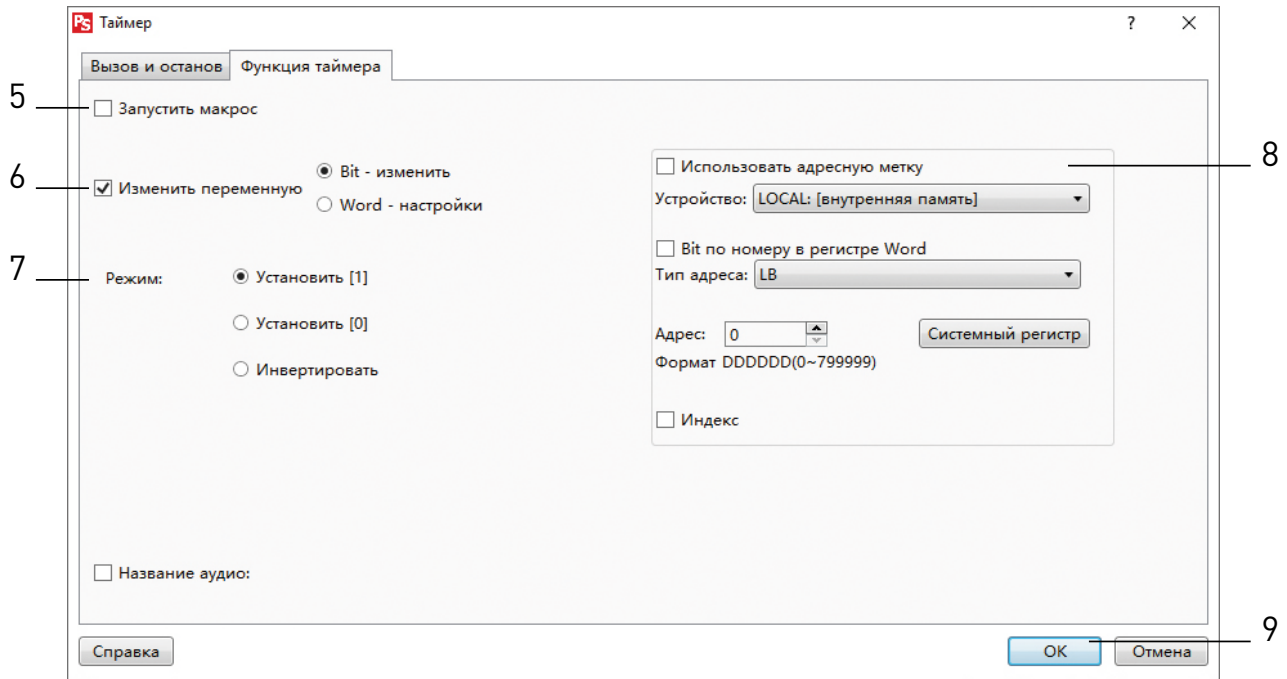 PS Таймер ?
Вызов и останов Функция таймера
5 Запустить макрос
6 Изменить переменную
Bit - изменить
Word - настройки
7 Режим:
Установить [1]
Установить [0]
Инвертировать
8
Использовать адресную метку
Устройство: LOCAL: [внутренняя память]
Bit по номеру в регистре Word
Тип адреса: LB
Адрес: 0 Системный регистр
Формат DDDDDD(0~799999)
Индекс
Название аудио:
Справка OK Отмена 9